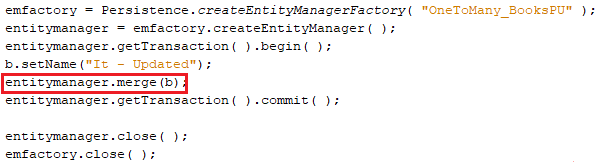 emfactory = Persistence.createEntityManagerFactory( "OneToMany_BooksPU" );
entitymanager = emfactory.createEntityManager( );
entitymanager.getTransaction( ).begin( );
b.setName("It - Updated");
entitymanager.merge(b);
entitymanager.getTransaction( ).commit( );
entitymanager.close( );
emfactory.close( );